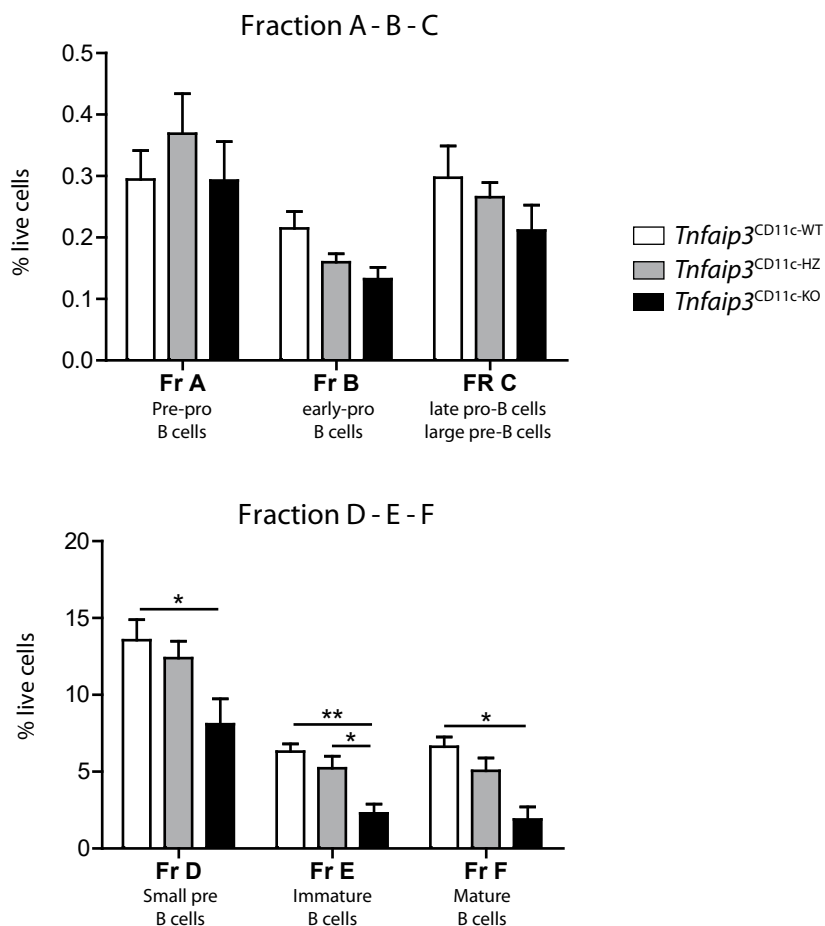 Fraction A - B - C
% live cells
0.5
0.4
0.3
0.2
0.1
0.0
Fr A
Pre-pro
B cells
Fr B
early-pro
B cells
FR C
late pro-B cells
large pre-B cells
Tnfaip3CD11c-WT
Tnfaip3CD11c-HZ
Tnfaip3CD11c-KO
Fraction D - E - F
% live cells
20
15
10
5
0
*
**
*
*
Fr D
Small pre
B cells
Fr E
Immature
B cells
Fr F
Mature
B cells